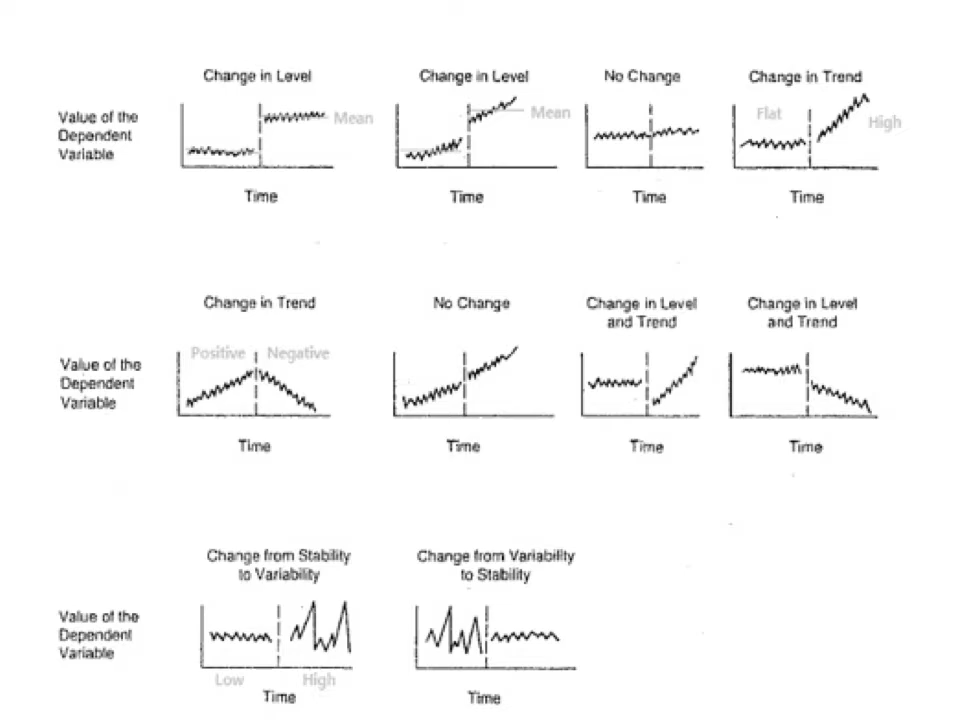 Change in Level
Change in Level
No Change
Change in Trend
Value of the
Dependent
Variable
Mean
Mean
Flat
High
Time
Time
Time
Time
Change in Trend
No Change
Change in Level
and Trend
Change in Level
and Trend
Value of the
Dependent
Variable
Positive
Negative
Time
Time
Time
Time
Change from Stability
to Variability
Change from Variability
to Stability
Value of the
Dependent
Variable
Low
High
Time
Time